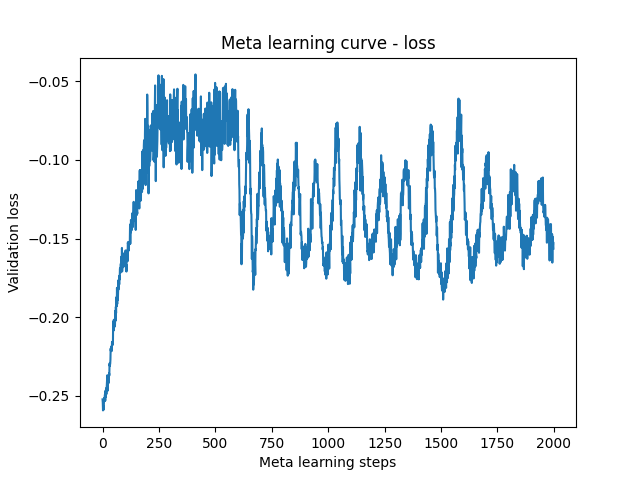 Meta learning curve - loss
Validation loss
−0.05
−0.10
−0.15
−0.20
−0.25
0 250 500 750 1000 1250 1500 1750 2000
Meta learning steps